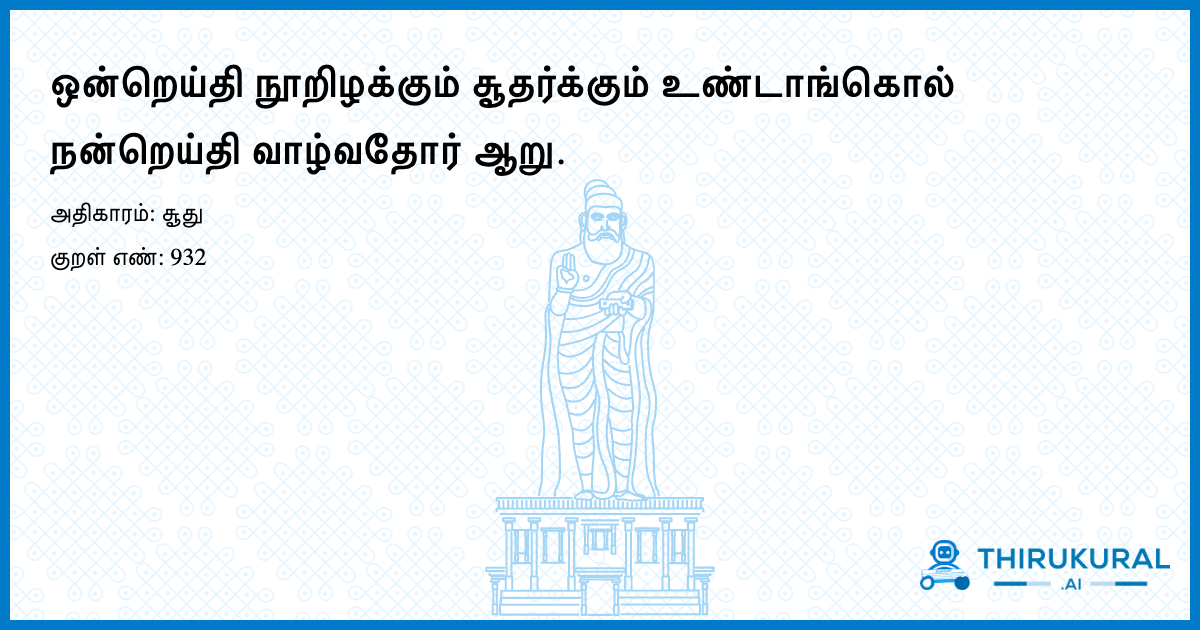 ஒன்றெய்தி நூறிழக்கும் சூதர்க்கும் உண்டாங்கொல்
நன்றெய்தி வாழ்வதோர் ஆறு.
அதிகாரம்: சூது
குறள் எண்: 932
THIRUKURAL
.AI